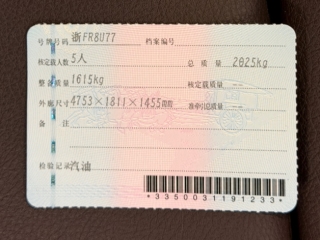 号牌号码 浙FR8U77 档案编号
核定载人数 5人 总质量 2025kg
整备质量 1615kg 核定载质量 --
外廓尺寸 4753×1811×1455mm 准牵引总质量 --
备注
检验记录 汽油
*3350031191233*